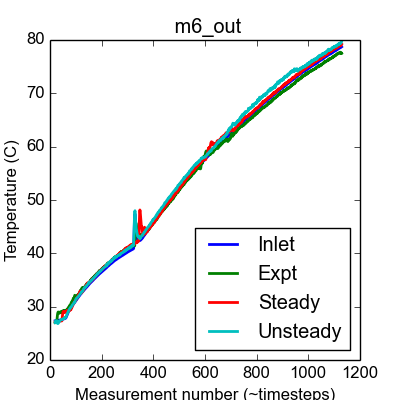 m6_out
80
70
60
50
40
30
20
Temperature (C)
Inlet
Expt
Steady
Unsteady
0 200 400 600 800 1000 1200
Measurement number (~timesteps)